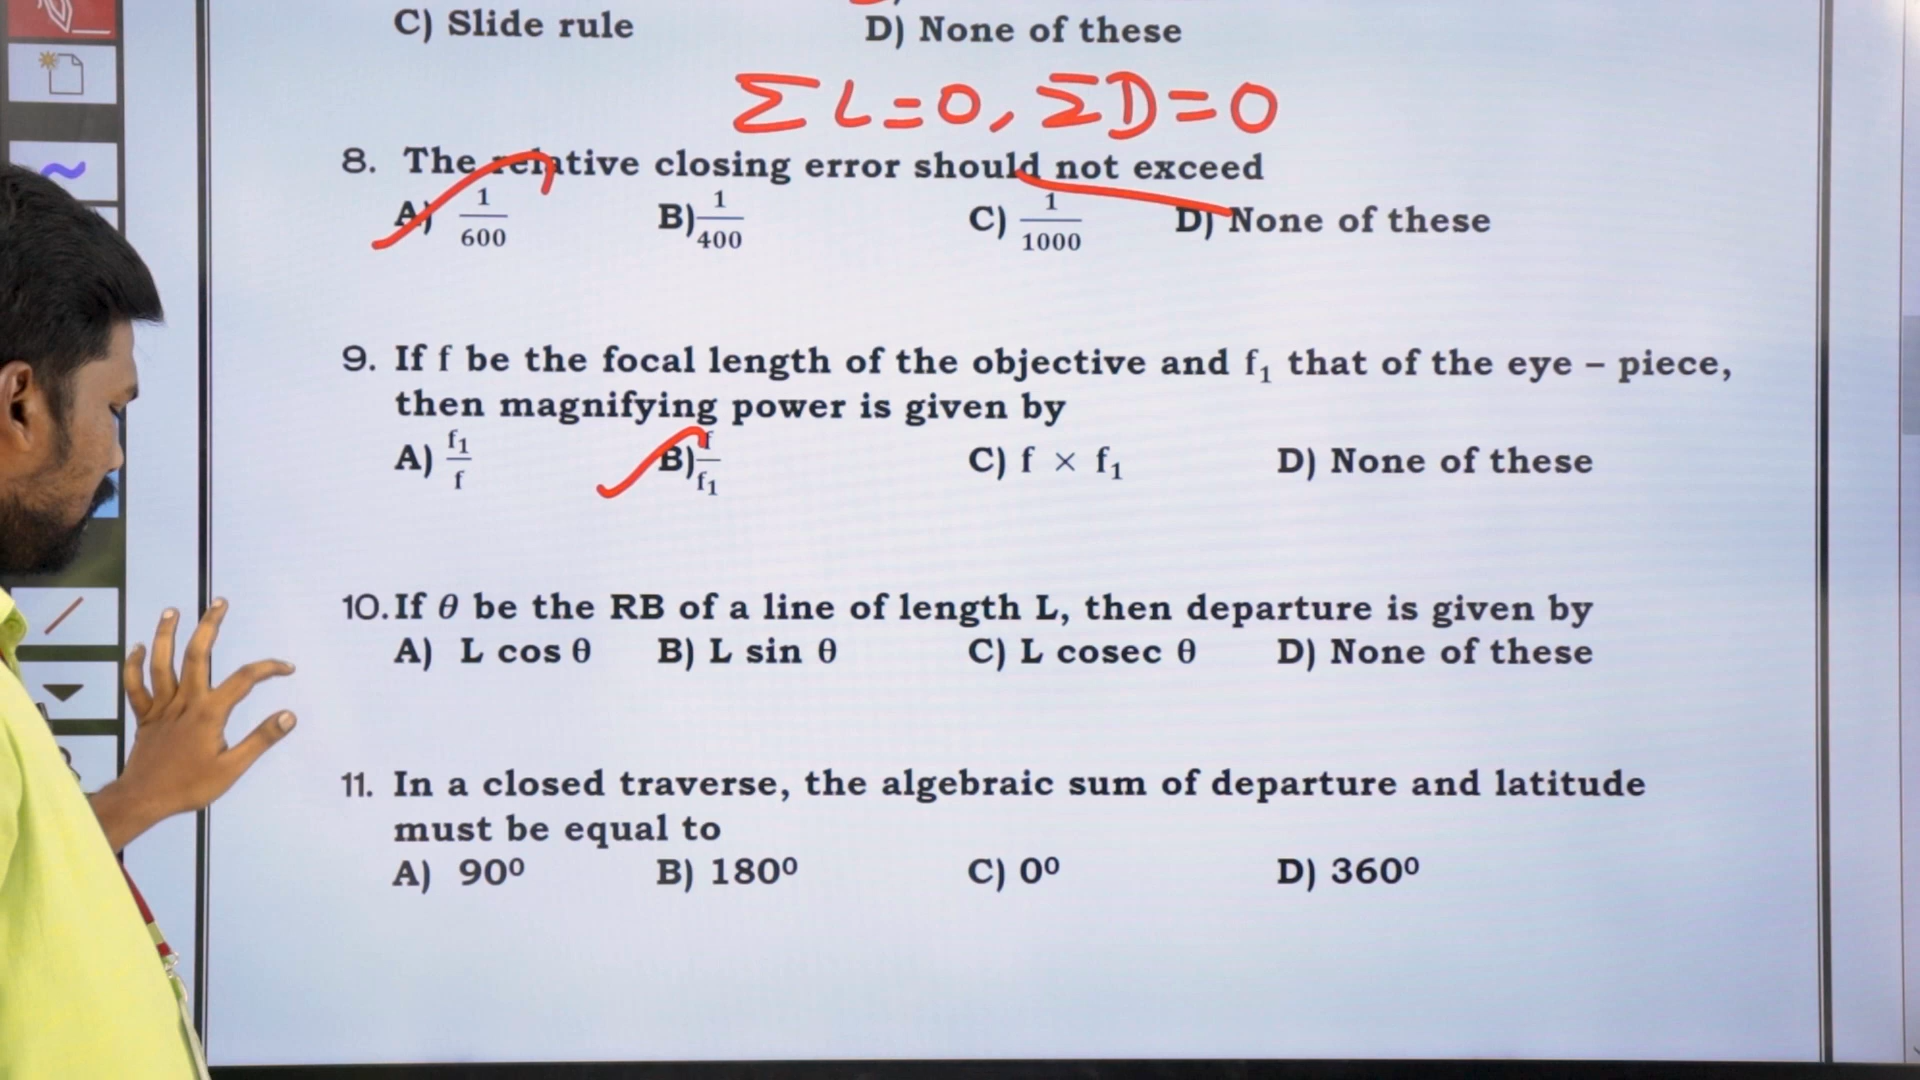 C) Slide rule D) None of these
ΣL=0, ΣD=0
8. The relative closing error should not exceed
A) 1/600 B) 1/400 C) 1/1000 D) None of these
9. If f be the focal length of the objective and f₁ that of the eye – piece,
then magnifying power is given by
A) f₁/f B) f/f₁ C) f × f₁ D) None of these
10. If θ be the RB of a line of length L, then departure is given by
A) L cos θ B) L sin θ C) L cosec θ D) None of these
11. In a closed traverse, the algebraic sum of departure and latitude
must be equal to
A) 90⁰ B) 180⁰ C) 0⁰ D) 360⁰